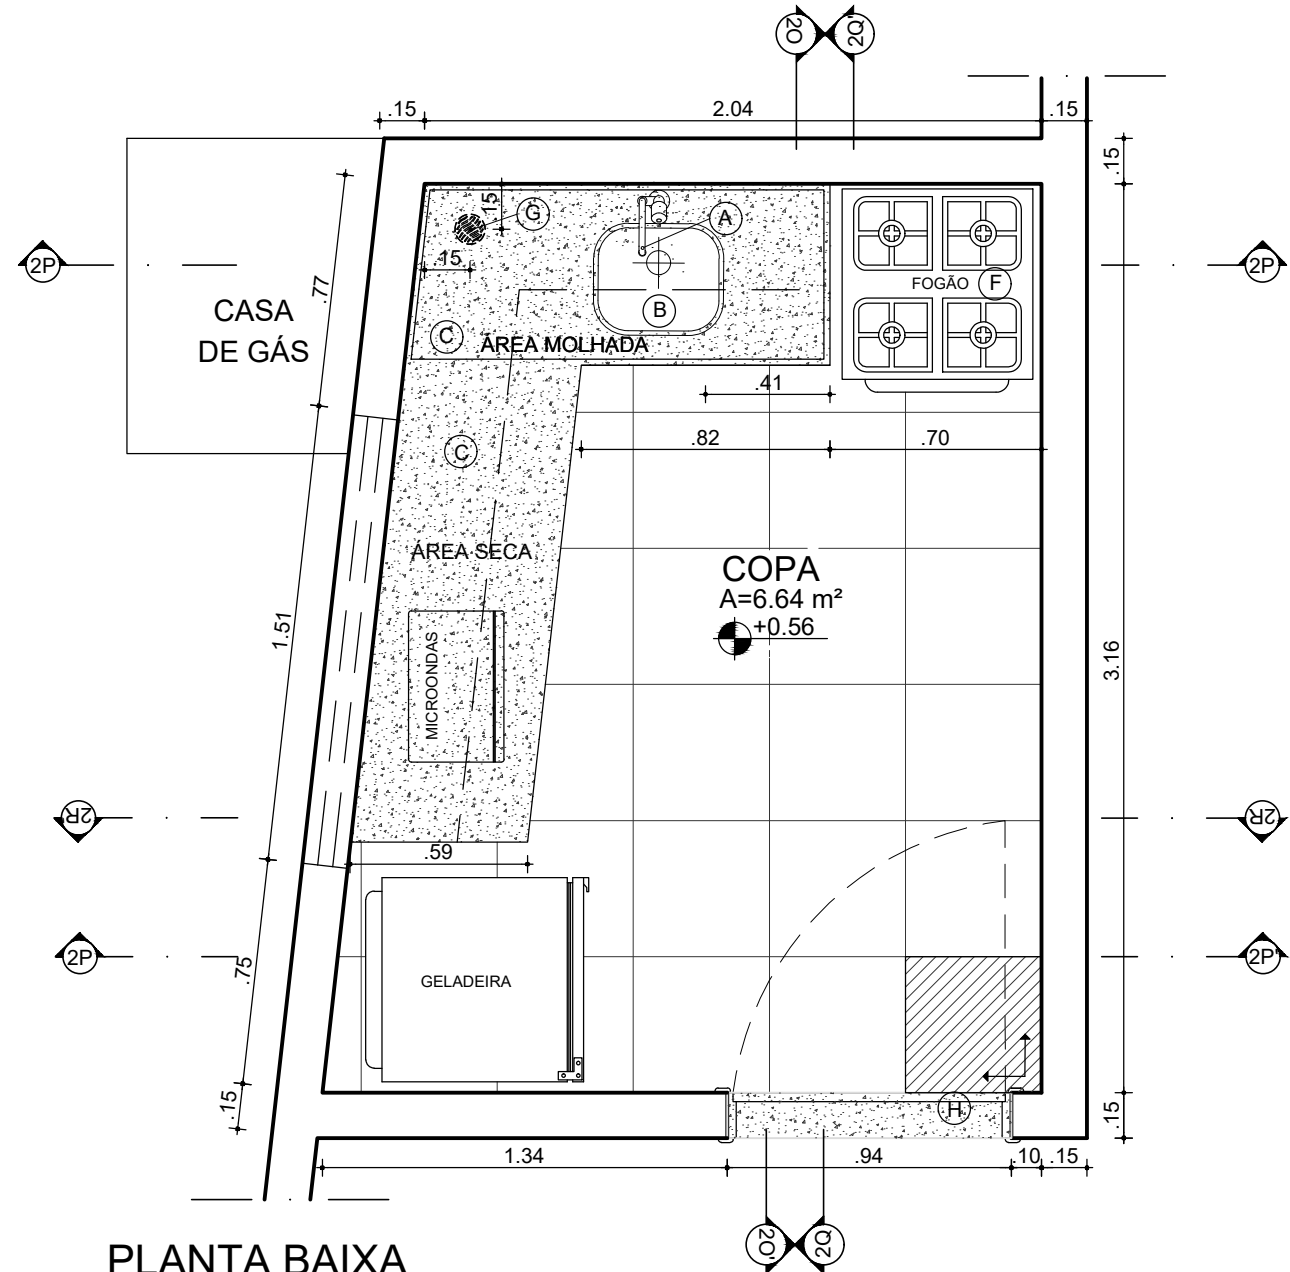 2O 2Q'
.15 2.04 .15
.15
.15
G
A
2P
2P
.15
.77
FOGÃO F
CASA
DE GÁS
B
C
ÁREA MOLHADA
.41
.82 .70
C
ÁREA SECA
COPA
A=6.64 m²
+0.56
1.51
MICROONDAS
3.16
2R'
2R
.59
.75
2P
2P'
GELADEIRA
.15
H
.15
1.34 .94 .10 .15
2O' 2Q
PLANTA BAIXA